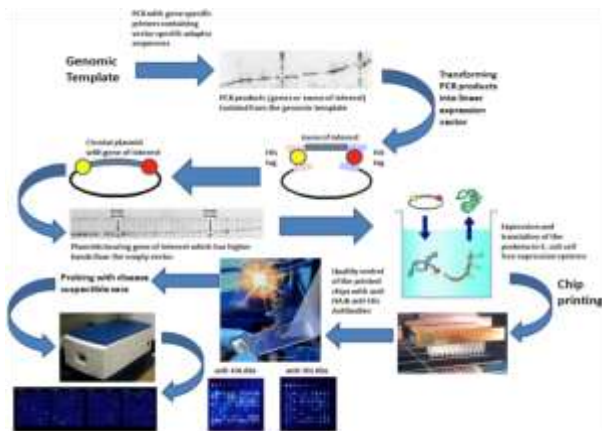 PCR with gene specific
primers containing
vector specific adaptor
sequences
Genomic
Template
PCR products (genes or exons of interest)
isolated from the genomic template
Transforming
PCR products
into linear
expression
vector
Circular plasmid
with gene of interest
Gene of interest
HA
tag
His
tag
Plasmids bearing gene of interest which has higher
bands than the empty vector
Expression and
translation of the
proteins in E. coli cell
free expression systems
Chip
printing
Quality control
of the printed
chips with anti
HA & anti His
Antibodies
Probing with disease
suspectible sera
anti-HA Abs
anti-His Abs